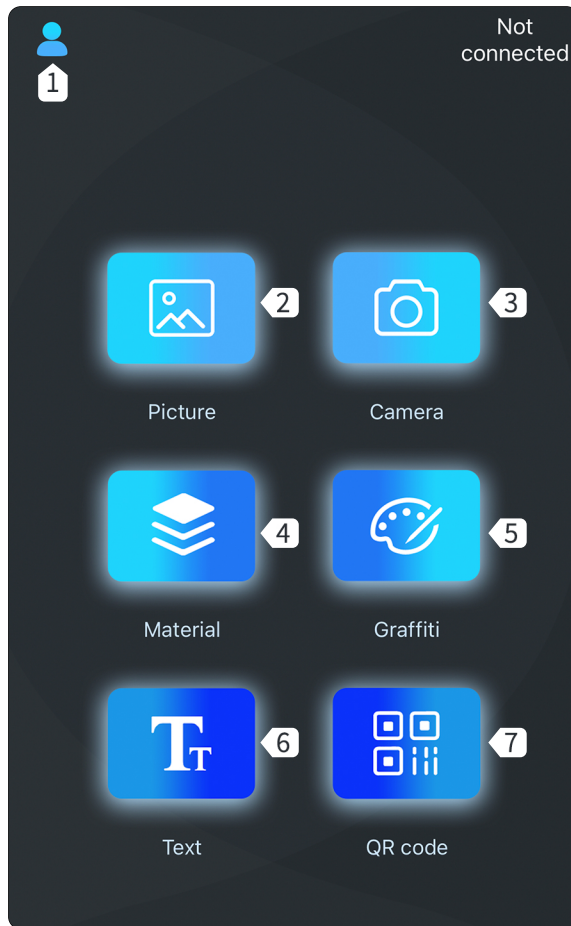 Not
connected
1
2
3
Picture
Camera
4
5
Material
Graffiti
6
7
Text
QR code